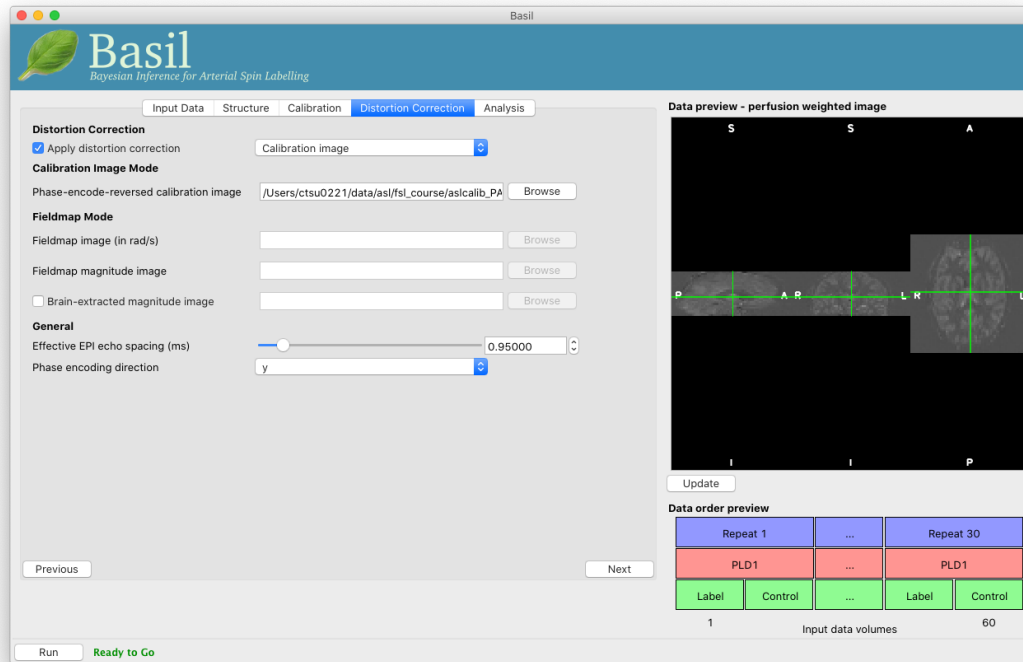 Basil
Basil
Bayesian Inference for Arterial Spin Labelling
Input Data Structure Calibration Distortion Correction Analysis
Distortion Correction
Apply distortion correction Calibration image
Calibration Image Mode
Phase-encode-reversed calibration image /Users/ctsu0221/data/asl/fsl_course/aslcalib_PA Browse
Fieldmap Mode
Fieldmap image (in rad/s) Browse
Fieldmap magnitude image Browse
Brain-extracted magnitude image Browse
General
Effective EPI echo spacing (ms) 0.95000
Phase encoding direction y
Previous Next
Data preview - perfusion weighted image
S S A
P A R L R L
I I P
Update
Data order preview
Repeat 1 ... Repeat 30
PLD1 ... PLD1
Label Control ... Label Control
1 60
Input data volumes
Run Ready to Go